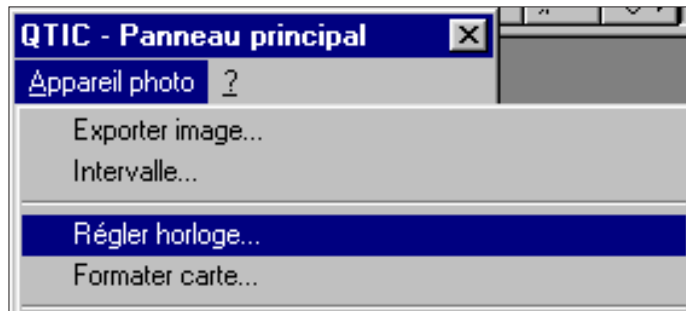 QTIC - Panneau principal
Appareil photo ?
Exporter image...
Intervalle...
Régler horloge...
Formater carte...